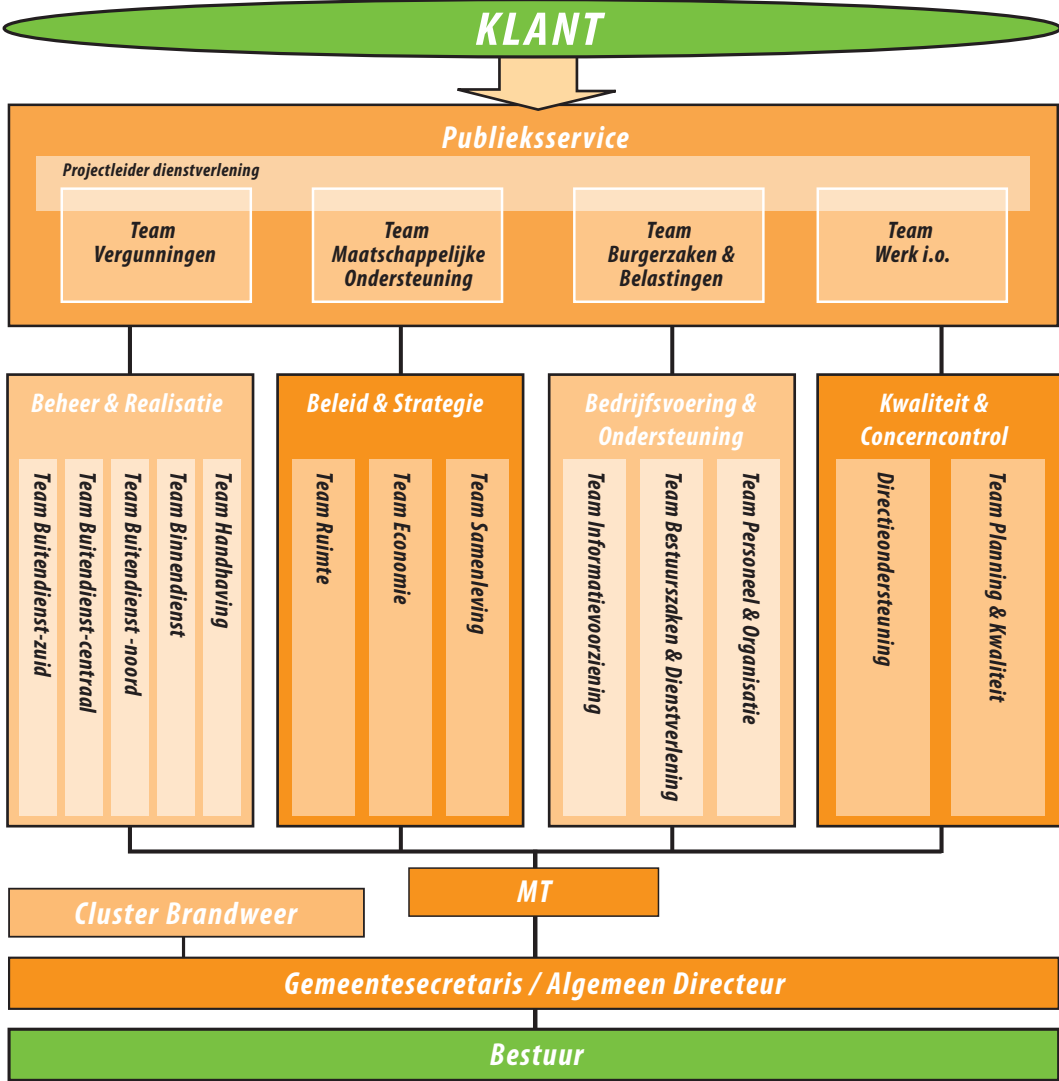 KLANT
Publieksservice
Projectleider dienstverlening
Team
Vergunningen
Team
Maatschappelijke
Ondersteuning
Team
Burgerzaken &
Belastingen
Team
Werk i.o.
Beheer & Realisatie
Team Buitendienst-zuid
Team Buitendienst-centraal
Team Buitendienst -noord
Team Binnendienst
Team Handhaving
Beleid & Strategie
Team Ruimte
Team Economie
Team Samenleving
Bedrijfsvoering &
Ondersteuning
Team Informatievoorziening
Team Bestuurszaken & Dienstverlening
Team Personeel & Organisatie
Kwaliteit &
Concerncontrol
Directieondersteuning
Team Planning & Kwaliteit
MT
Cluster Brandweer
Gemeentesecretaris / Algemeen Directeur
Bestuur